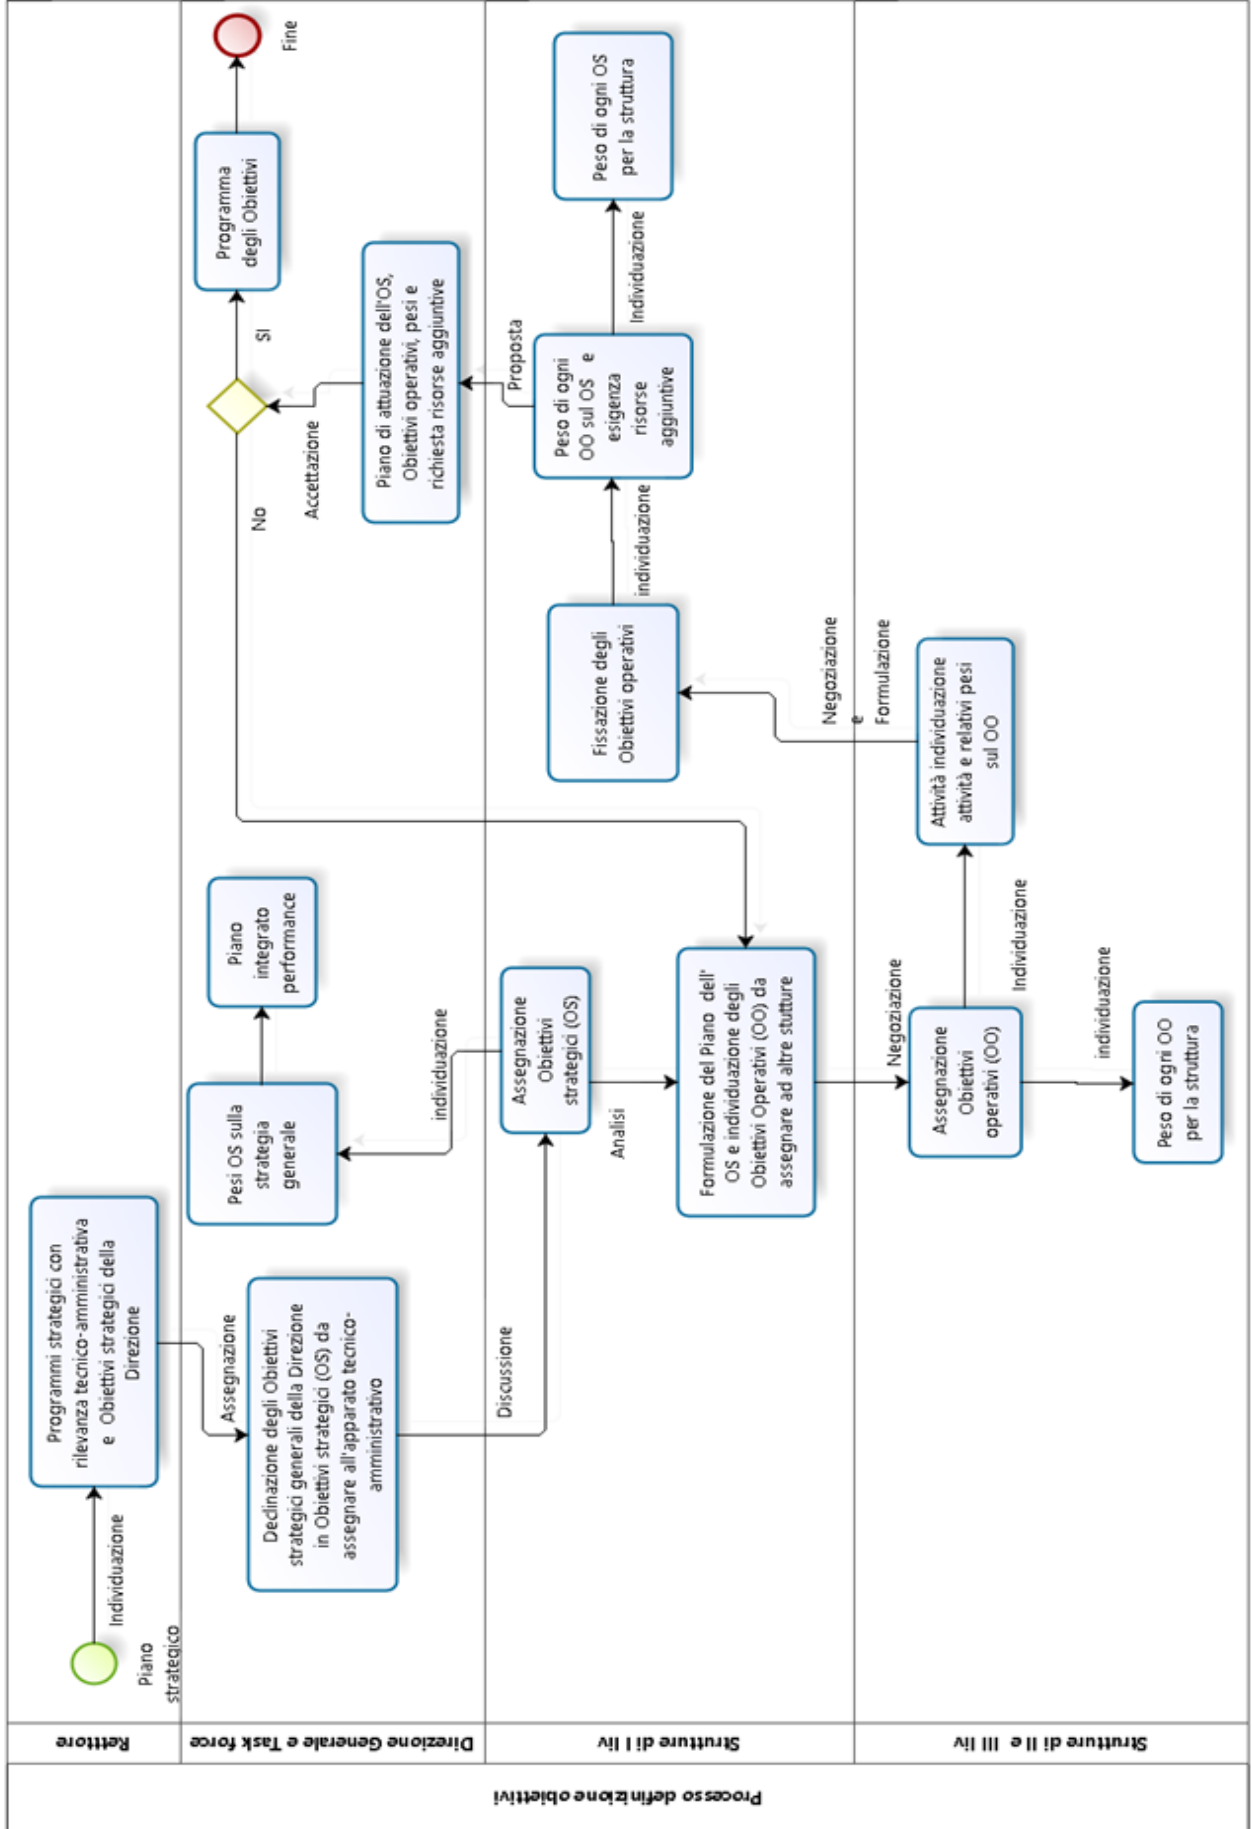 Processo definizione obiettivi
Rettore
Piano
strategico
Individuazione
Programmi strategici con
rilevanza tecnico-amministrativa
e Obiettivi strategici della
Direzione
Direzione Generale e Task force
Assegnazione
Declinazione degli Obiettivi
strategici generali della Direzione
in Obiettivi strategici (OS) da
assegnare all'apparato tecnico-
amministrativo
Pesi OS sulla
strategia
generale
Piano
integrato
performance
individuazione
No
Accettazione
SI
Piano di attuazione dell'OS,
Obiettivi operativi, pesi e
richiesta risorse aggiuntive
Programma
degli Obiettivi
Fine
Strutture di I liv
Discussione
Assegnazione
Obiettivi
strategici (OS)
Analisi
Formulazione del Piano dell'
OS e individuazione degli
Obiettivi Operativi (OO) da
assegnare ad altre stutture
Fissazione degli
Obiettivi operativi
individuazione
Peso di ogni
OO sul OS e
esigenza
risorse
aggiuntive
Proposta
Individuazione
Peso di ogni OS
per la struttura
Strutture di II e III liv
Negoziazione
Assegnazione
Obiettivi
operativi (OO)
Individuazione
individuazione
Peso di ogni OO
per la struttura
Attività individuazione
attività e relativi pesi
sul OO
Negoziazione
e
Formulazione